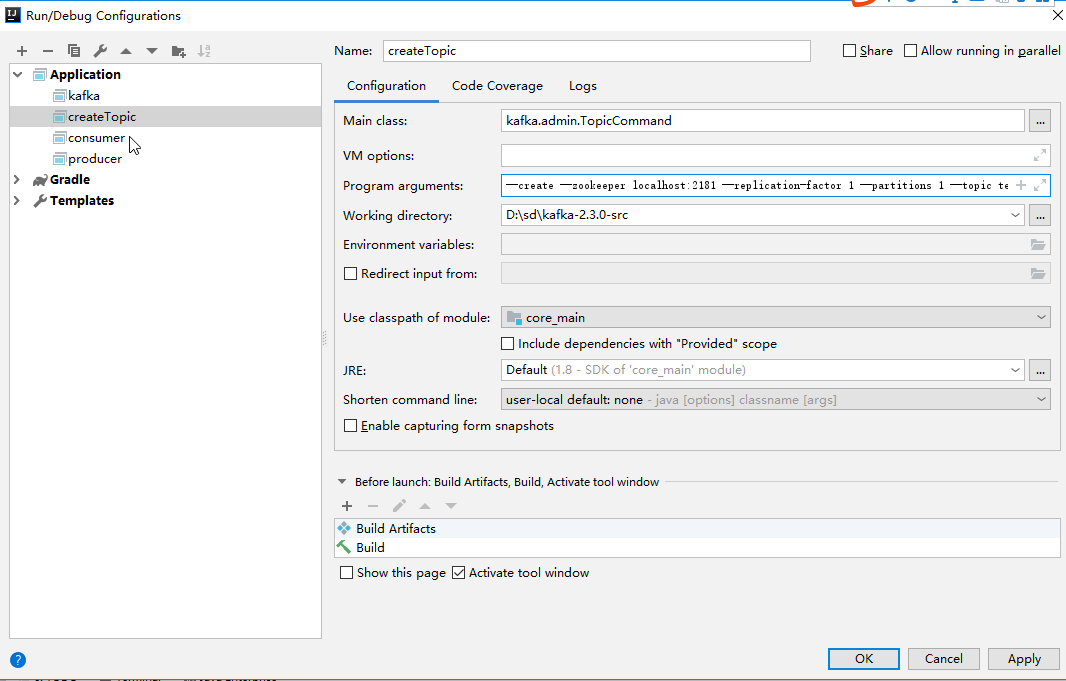 Run/Debug Configurations
Name: createTopic Share Allow running in parallel
Application
kafka
createTopic
consumer
producer
Gradle
Templates
Configuration Code Coverage Logs
Main class: kafka.admin.TopicCommand ...
VM options:
Program arguments: --create --zookeeper localhost:2181 --replication-factor 1 --partitions 1 --topic te
Working directory: D:\sd\kafka-2.3.0-src ...
Environment variables:
Redirect input from:
Use classpath of module: core_main
Include dependencies with "Provided" scope
JRE: Default (1.8 - SDK of 'core_main' module) ...
Shorten command line: user-local default: none - java [options] classname [args]
Enable capturing form snapshots
Before launch: Build Artifacts, Build, Activate tool window
Build Artifacts
Build
Show this page Activate tool window
? OK Cancel Apply